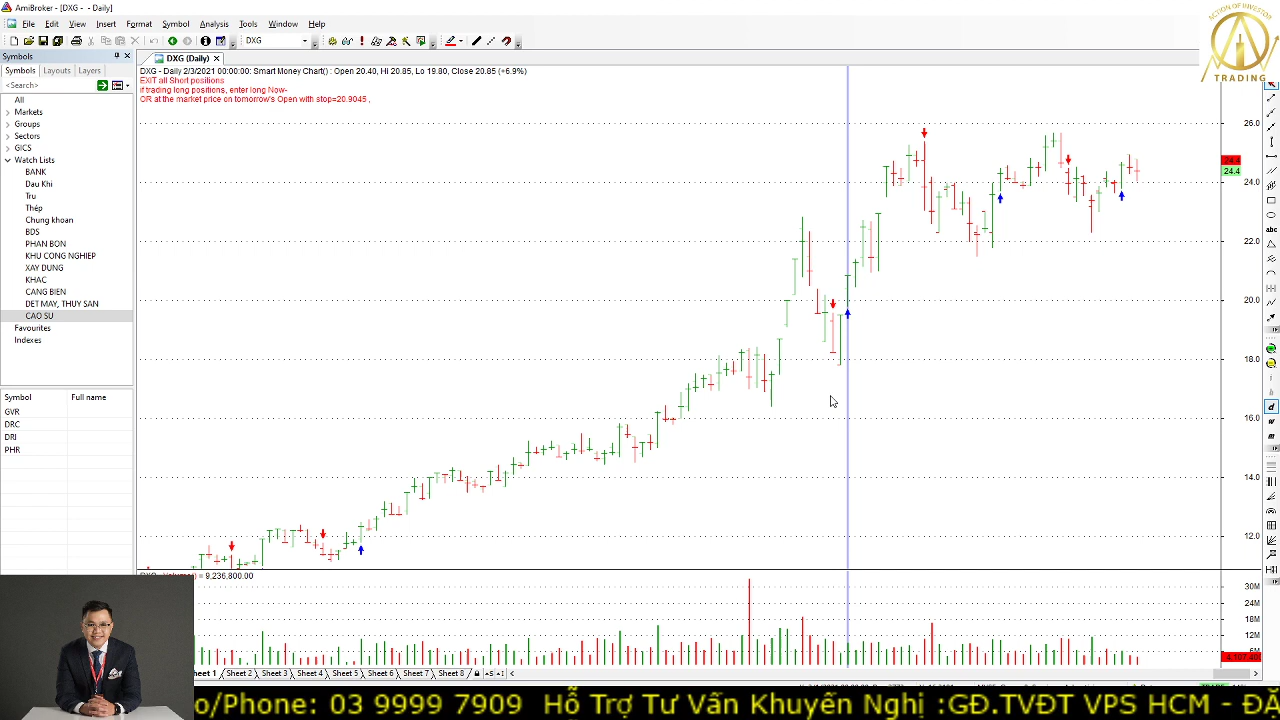 AmiBroker - [DXG - - Daily]
File Edit View Insert Format Symbol Analysis Tools Window Help
DXG
Symbols
DXG (Daily)
Symbols Layouts Layers
<Search>
DXG - Daily 2/3/2021 00:00:00: Smart Money Chart() : Open 20.40, Hi 20.85, Lo 19.80, Close 20.85 (+6.9%)
EXIT all Short positions
if trading long positions, enter long Now-
OR at the market price on tomorrow's Open with stop=20.9045 ,
All
Markets
Groups
Sectors
GICS
Watch Lists
BANK
Dau Khi
Tru
Thép
Chung khoan
BDS
PHAN BON
KHU CONG NGHIEP
XAY DUNG
KHAC
CANG BIEN
DET MAY, THUY SAN
CAO SU
Favourites
Indexes
Symbol Full name
GVR
DRC
DRI
PHR
26.0
24.4
24.4
24.0
22.0
20.0
18.0
16.0
14.0
12.0
= 9,236,800.00
30M
24M
18M
12M
6M
Sheet 2 Sheet 3 Sheet 4 Sheet 5 Sheet 6 Sheet 7 Sheet 8
ACTION OF INVESTOR
TRADING
o/Phone: 03 9999 7909 Hỗ Trợ Tư Vấn Khuyến Nghị :GĐ.TVĐT VPS HCM - ĐẶ